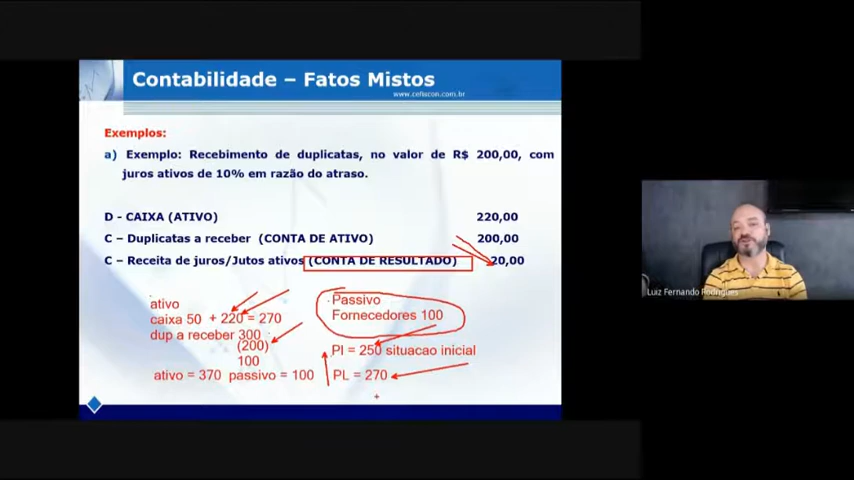 Contabilidade – Fatos Mistos
www.cefiscon.com.br
Exemplos:
a) Exemplo: Recebimento de duplicatas, no valor de R$ 200,00, com
juros ativos de 10% em razão do atraso.
D - CAIXA (ATIVO) 220,00
C – Duplicatas a receber (CONTA DE ATIVO) 200,00
C – Receita de juros/Jutos ativos (CONTA DE RESULTADO) 20,00
ativo
caixa 50 + 220 = 270
dup a receber 300
(200)
100
ativo = 370 passivo = 100
Passivo
Fornecedores 100
Pl = 250 situacao inicial
PL = 270
Luiz Fernando Rodrigues